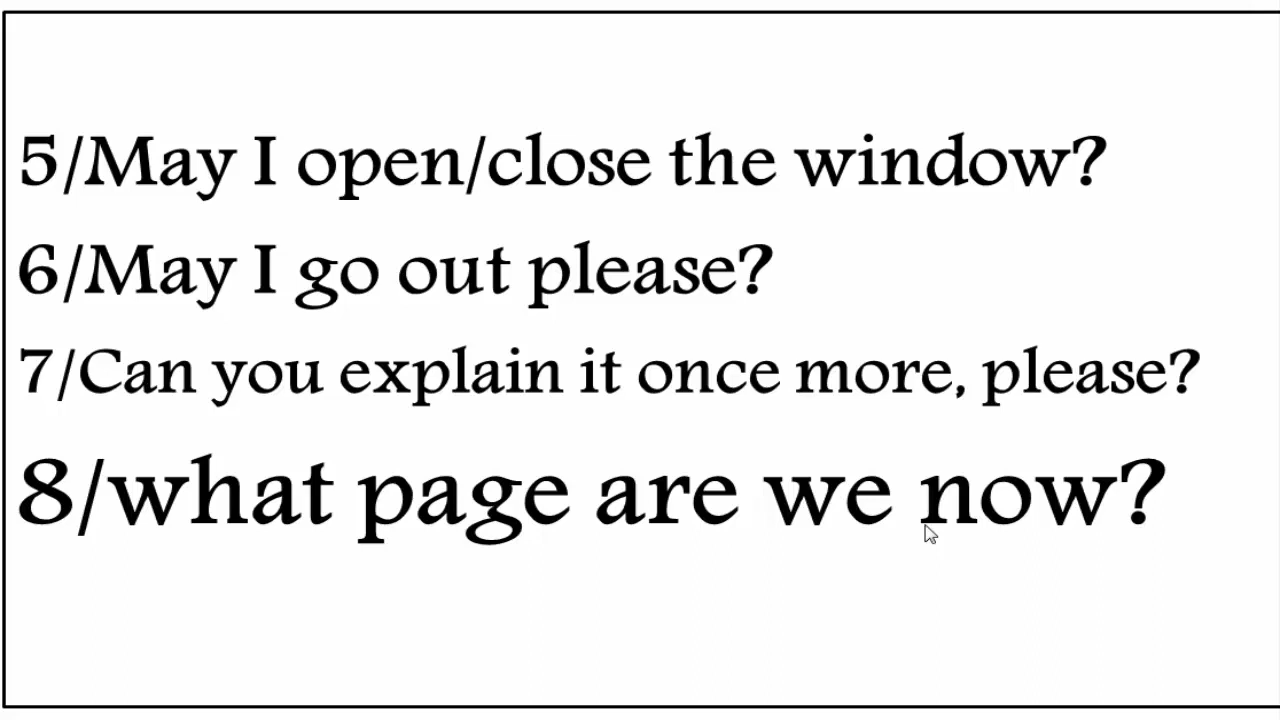 5/May I open/close the window?
6/May I go out please?
7/Can you explain it once more, please?
8/what page are we now?